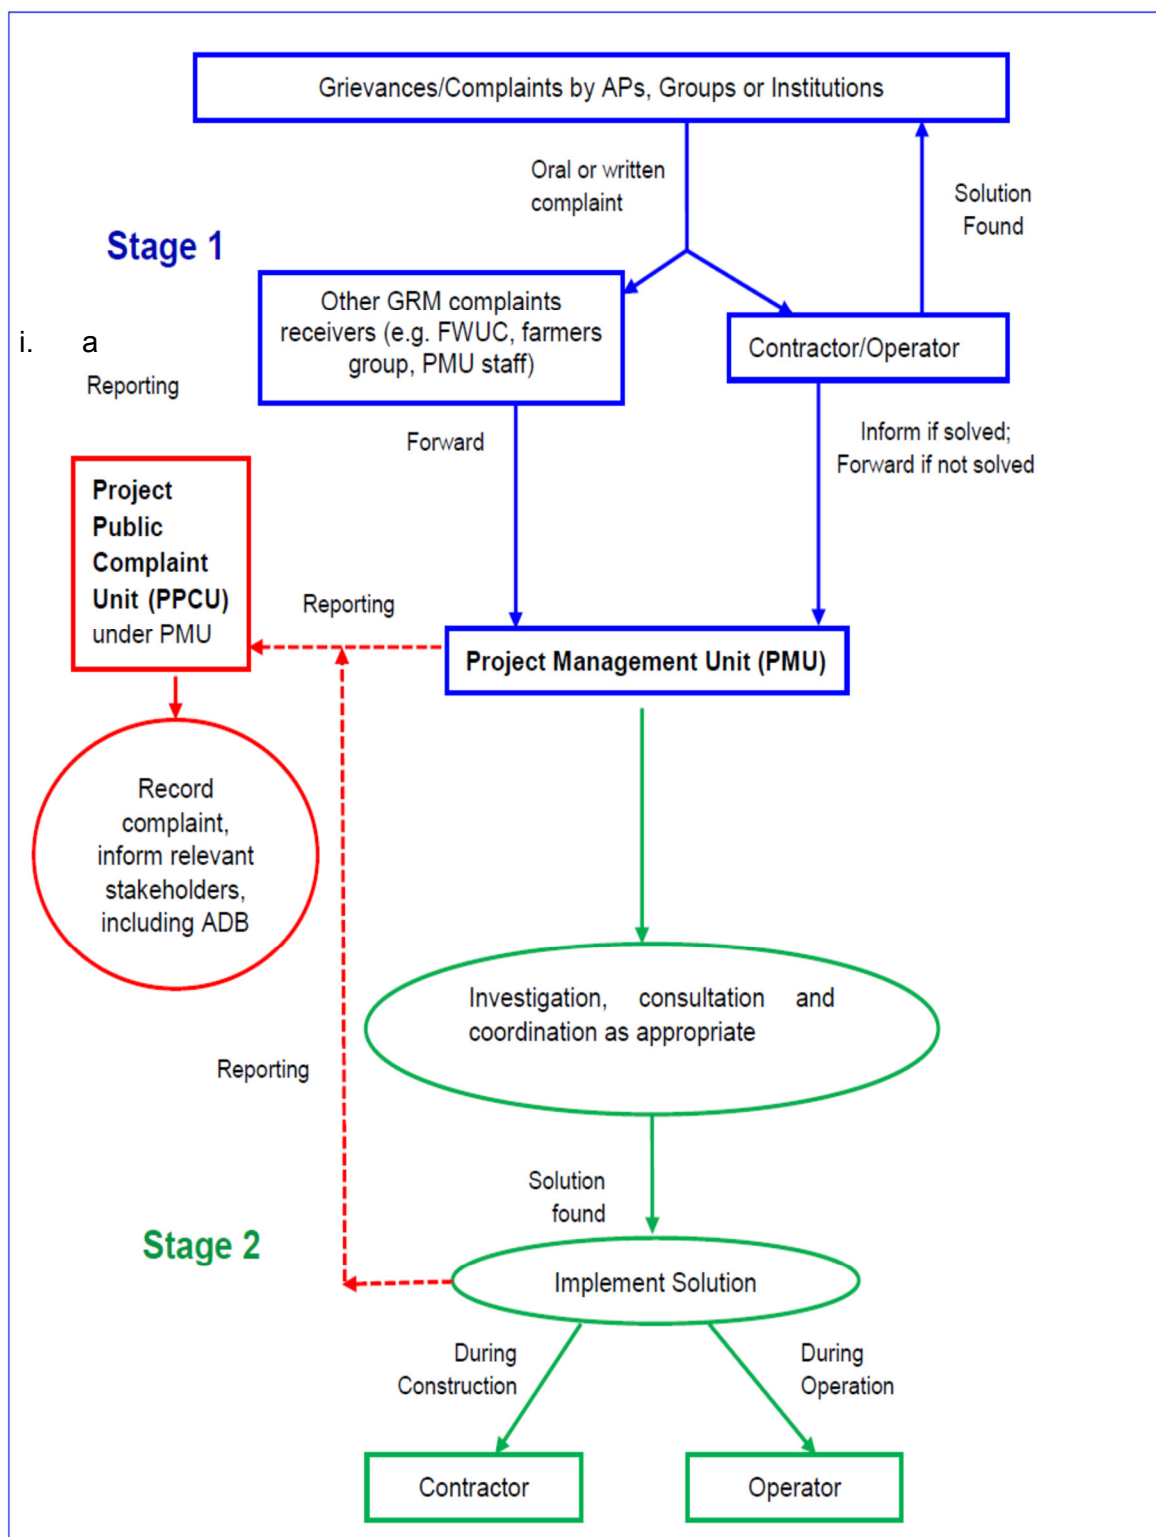 Grievances/Complaints by APs, Groups or Institutions
Oral or written
complaint
Solution
Found
Stage 1
Other GRM complaints
receivers (e.g. FWUC, farmers
group, PMU staff)
Contractor/Operator
i. a
Reporting
Forward
Inform if solved;
Forward if not solved
Project
Public
Complaint
Unit (PPCU)
under PMU
Reporting
Project Management Unit (PMU)
Record
complaint,
inform relevant
stakeholders,
including ADB
Investigation, consultation and
coordination as appropriate
Reporting
Solution
found
Stage 2
Implement Solution
During
Construction
During
Operation
Contractor
Operator